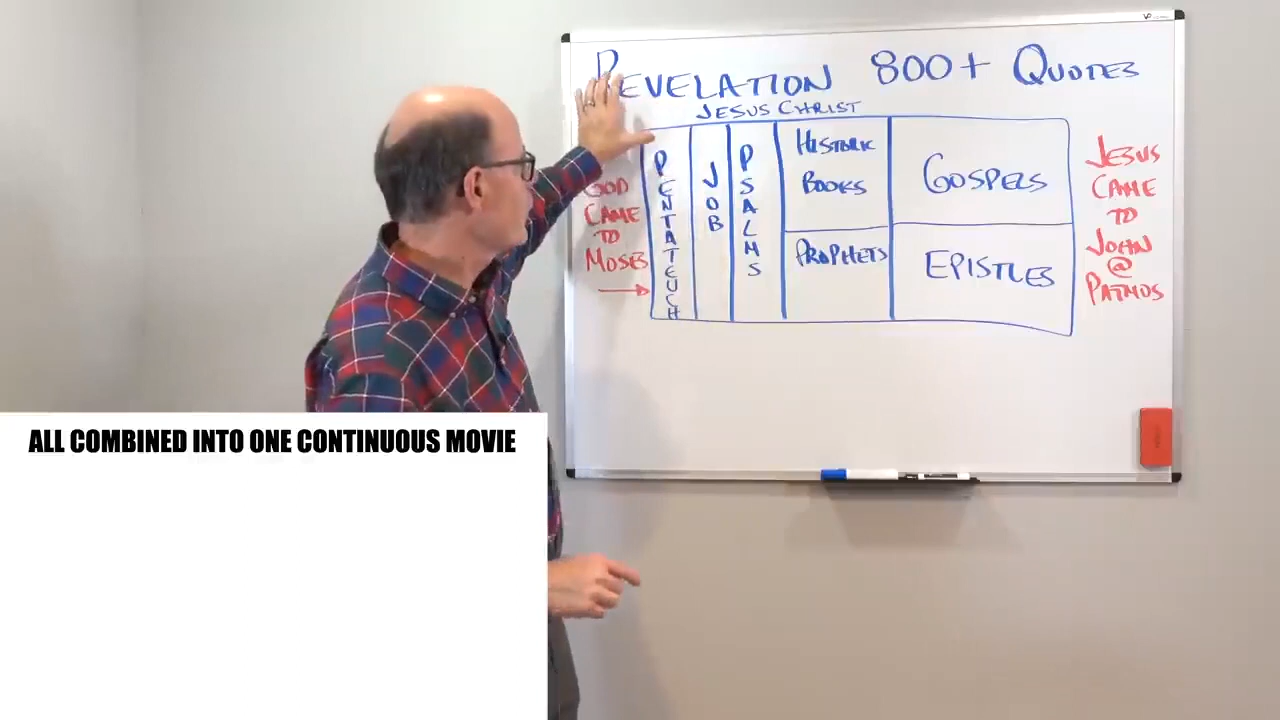 REVELATION 800+ QUOTES
JESUS CHRIST
GOD
CAME
TO
MOSES
PENTATEUCH
JOB
PSALMS
HISTORIC
BOOKS
PROPHETS
GOSPELS
EPISTLES
JESUS
CAME
TO
JOHN
@
PATMOS
ALL COMBINED INTO ONE CONTINUOUS MOVIE